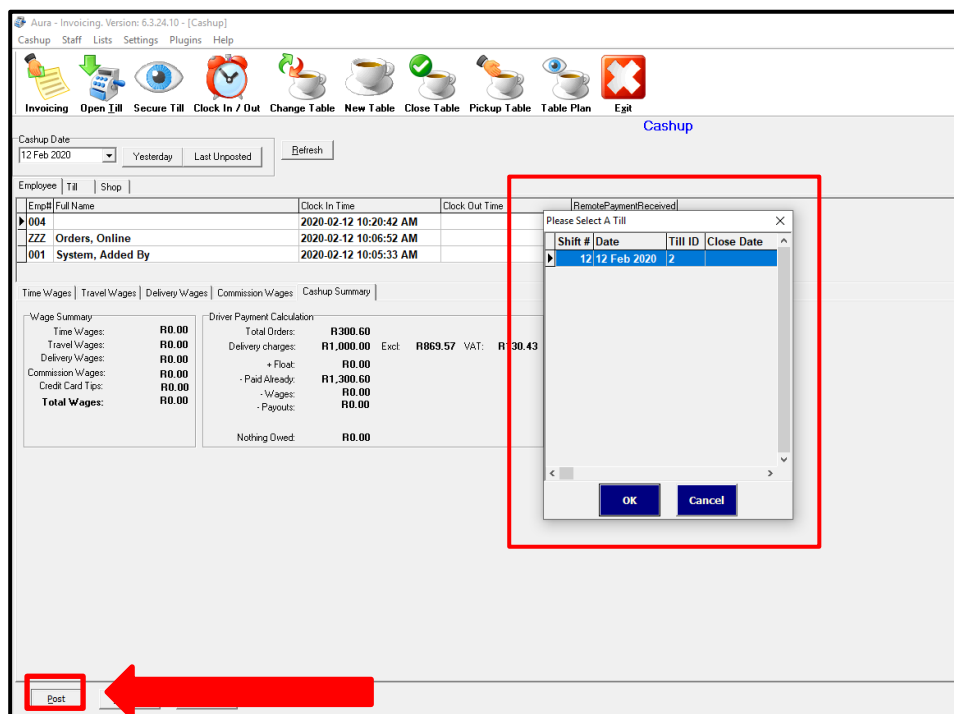 Aura - Invoicing. Version: 6.3.24.10 - [Cashup]
Cashup Staff Lists Settings Plugins Help
Invoicing Open Till Secure Till Clock In / Out Change Table New Table Close Table Pickup Table Table Plan Exit
Cashup
Cashup Date
12 Feb 2020 Yesterday Last Unposted Refresh
Employee Till Shop
Emp# Full Name Clock In Time Clock Out Time RemotePaymentReceived
004 2020-02-12 10:20:42 AM
ZZZ Orders, Online 2020-02-12 10:06:52 AM
001 System, Added By 2020-02-12 10:05:33 AM
Please Select A Till
Shift # Date Till ID Close Date
12 12 Feb 2020 2
OK Cancel
Time Wages Travel Wages Delivery Wages Commission Wages Cashup Summary
Wage Summary
Time Wages: R0.00
Travel Wages: R0.00
Delivery Wages: R0.00
Commission Wages: R0.00
Credit Card Tips: R0.00
Total Wages: R0.00
Driver Payment Calculation
Total Orders: R300.60
Delivery charges: R1,000.00 Excl: R869.57 VAT: R130.43
+ Float: R0.00
- Paid Already: R1,300.60
- Wages: R0.00
- Payouts: R0.00
Nothing Owed: R0.00
Post